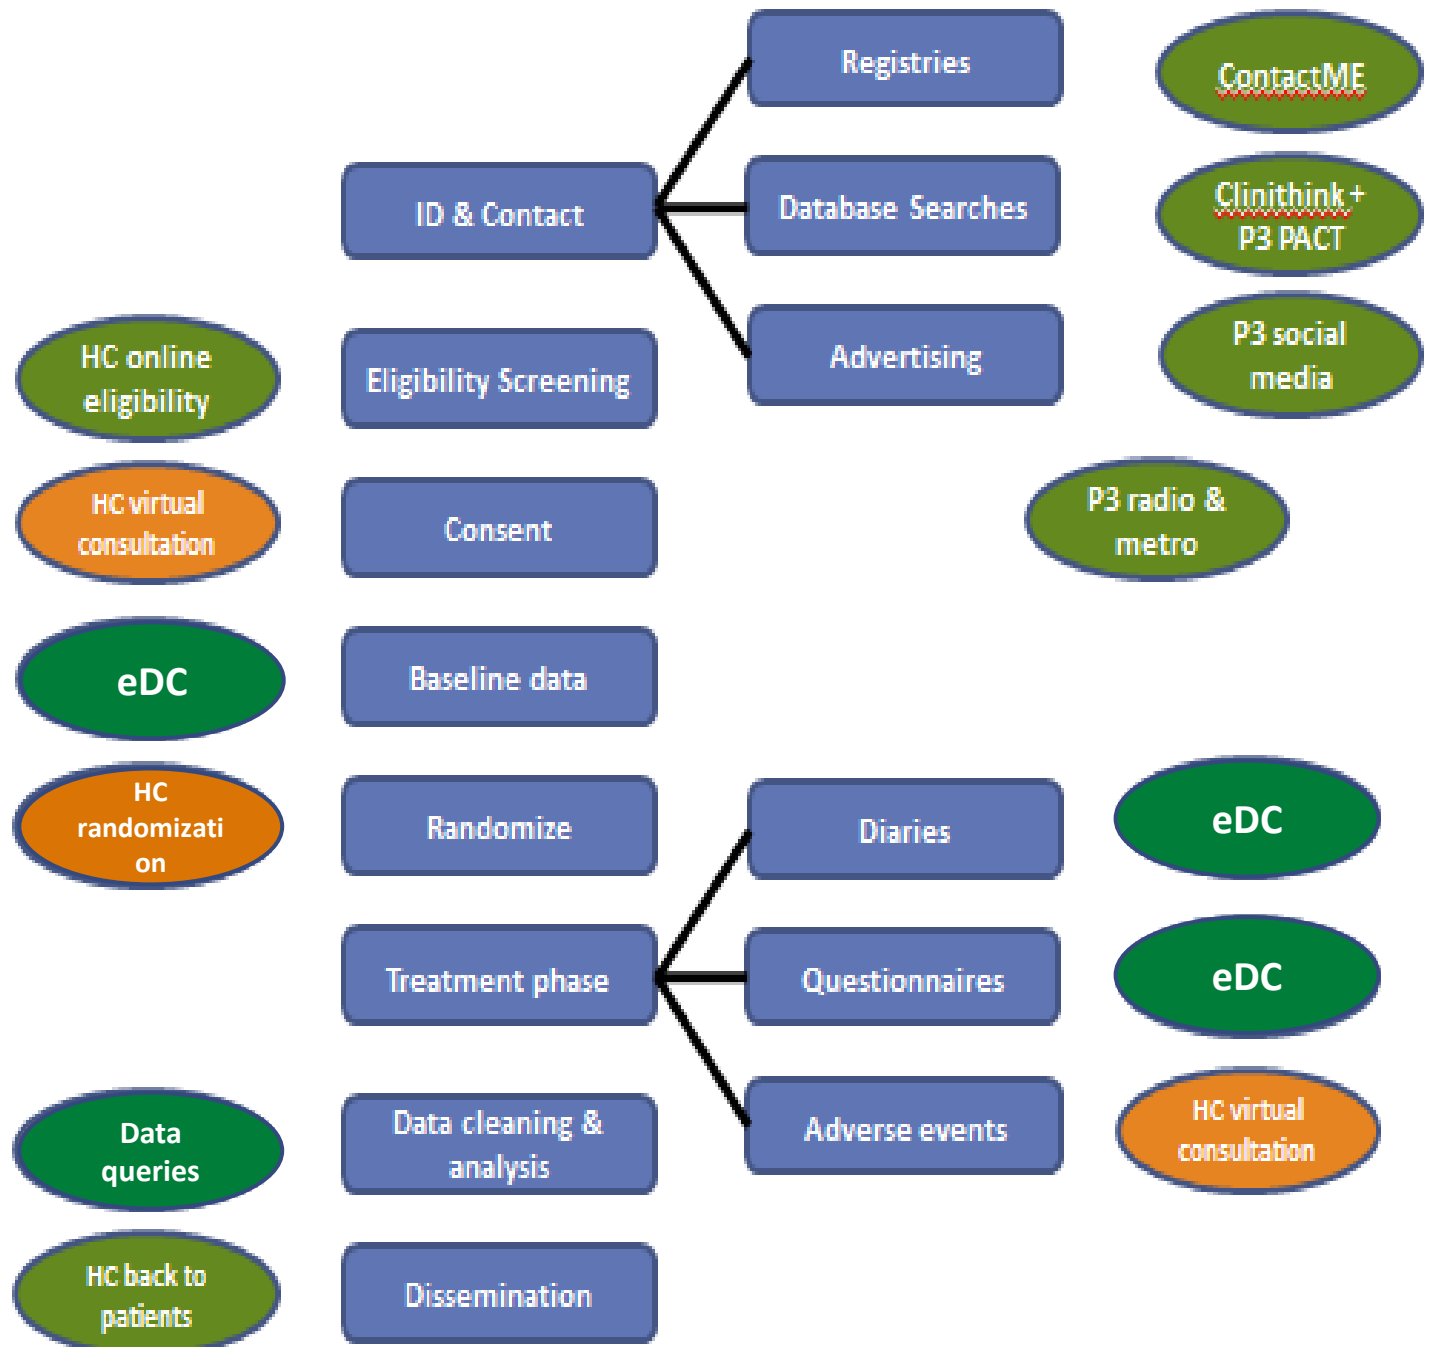 Registries
ContactME
ID & Contact
Database Searches
Clinithink +
P3 PACT
Advertising
P3 social
media
HC online
eligibility
Eligibility Screening
HC virtual
consultation
Consent
P3 radio &
metro
eDC
Baseline data
HC
randomizati
on
Randomize
Diaries
eDC
Treatment phase
Questionnaires
eDC
Data
queries
Data cleaning &
analysis
Adverse events
HC virtual
consultation
HC back to
patients
Dissemination